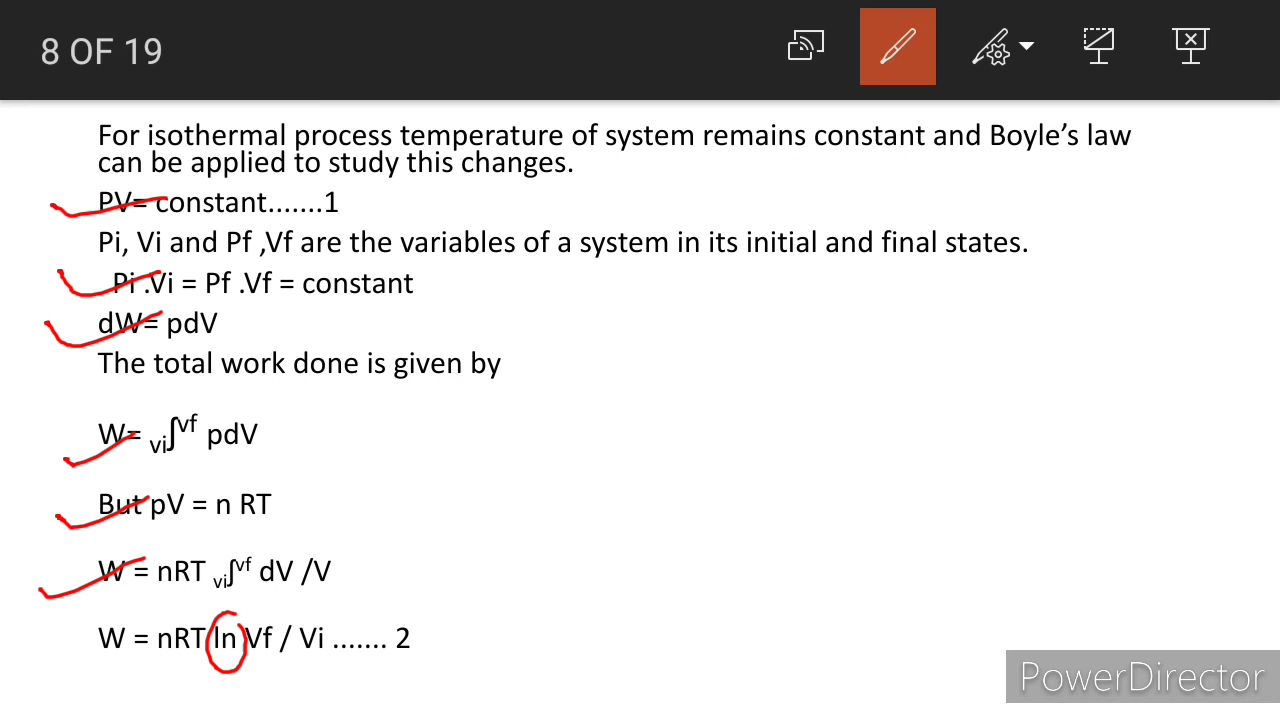 8 OF 19
For isothermal process temperature of system remains constant and Boyle’s law
can be applied to study this changes.
PV= constant.......1
Pi, Vi and Pf ,Vf are the variables of a system in its initial and final states.
Pi .Vi = Pf .Vf = constant
dW= pdV
The total work done is given by
W= vi∫vf pdV
But pV = n RT
W = nRT vi∫vf dV /V
W = nRT ln Vf / Vi ....... 2
PowerDirector